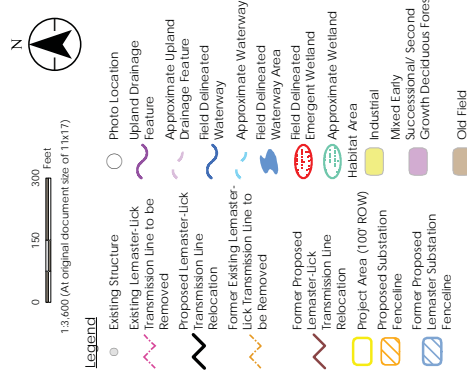 N
0 150 300 Feet
1:3,600 (At original document size of 11x17)
Legend
Existing Structure
Existing Lemaster-Lick
Transmission Line to be
Removed
Proposed Lemaster-Lick
Transmission Line
Relocation
Former Existing Lemaster-
Lick Transmission Line to
be Removed
Former Proposed
Lemaster-Lick
Transmission Line
Relocation
Project Area (100' ROW)
Proposed Substation
Fenceline
Former Proposed
Lemaster Substation
Fenceline
Photo Location
Upland Drainage
Feature
Approximate Upland
Drainage Feature
Field Delineated
Waterway
Approximate Waterway
Field Delineated
Waterway Area
Field Delineated
Emergent Wetland
Approximate Wetland
Habitat Area
Industrial
Mixed Early
Successional/ Second
Growth Deciduous Fores
Old Field